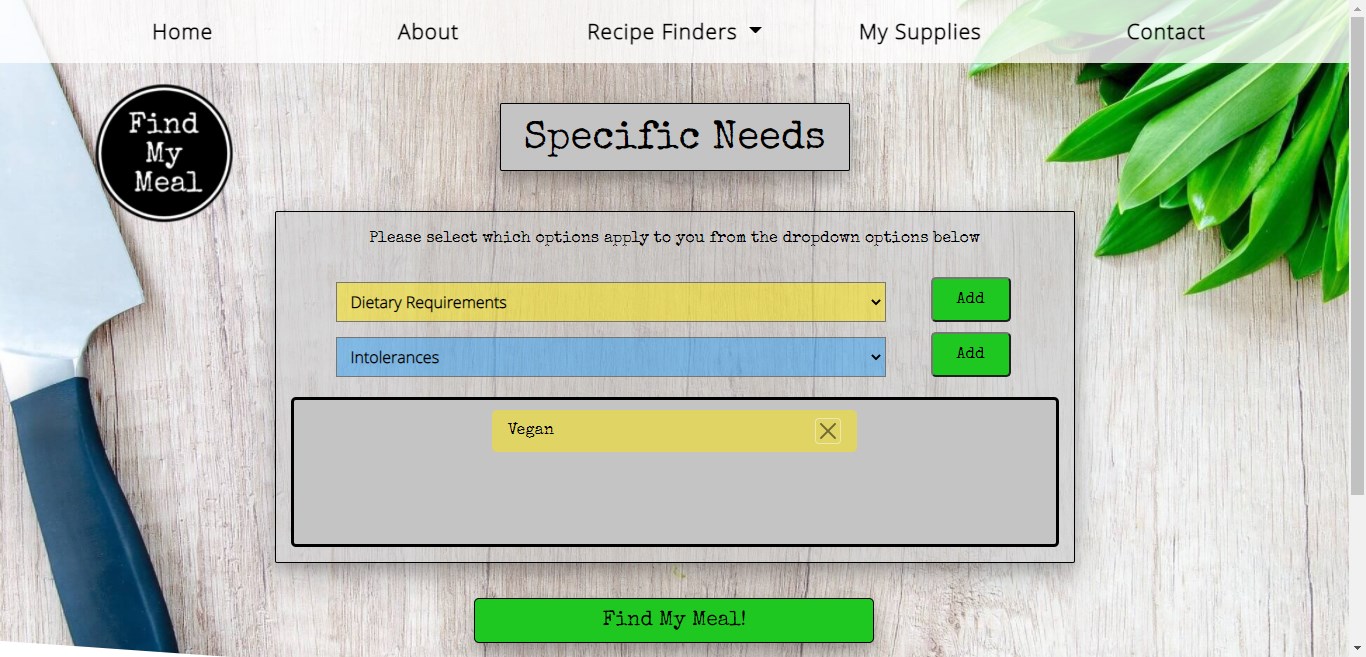 Home About Recipe Finders My Supplies Contact
Find
My
Meal
Specific Needs
Please select which options apply to you from the dropdown options below
Dietary Requirements Add
Intolerances Add
Vegan
Find My Meal!